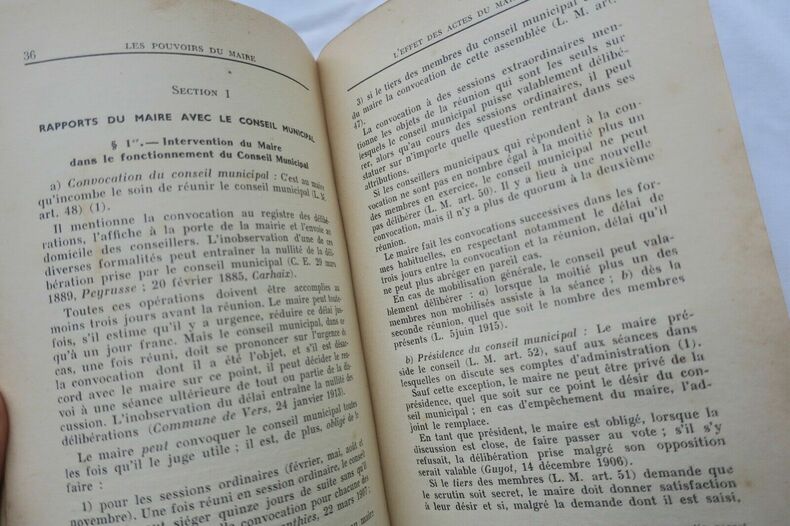 36
LES POUVOIRS DU MAIRE
SECTION 1
RAPPORTS DU MAIRE AVEC LE CONSEIL MUNICIPAL
§ 1er. — Intervention du Maire
dans le fonctionnement du Conseil Municipal
a) Convocation du conseil municipal : C'est au maire
qu'incombe le soin de réunir le conseil municipal (L. M.
art. 48) (1).
Il mentionne la convocation au registre des délibé-
rations, l'affiche à la porte de la mairie et l'envoie au
domicile des conseillers. L'inobservation d'une de ces
diverses formalités peut entraîner la nullité de la déli-
bération prise par le conseil municipal (C. E. 29 mars
1889, Peyrusse ; 20 février 1885, Carhaix).
Toutes ces opérations doivent être accomplies au
moins trois jours avant la réunion. Le maire peut toute-
fois, s'il estime qu'il y a urgence, réduire ce délai jus-
qu'à un jour franc. Mais le conseil municipal, dans ce
cas, une fois réuni, doit se prononcer sur l'urgence de
la convocation dont il a été l'objet, et s'il est en désac-
cord avec le maire sur ce point, il peut décider le ren-
voi à une séance ultérieure de tout ou partie de la dis-
cussion. L'inobservation du délai entraîne la nullité des
délibérations (Commune de Vers, 24 janvier 1913).
Le maire peut convoquer le conseil municipal toutes
les fois qu'il le juge utile ; il est, de plus, obligé de le
faire :
1) pour les sessions ordinaires (février, mai, août et
novembre). Une fois réuni en session ordinaire, le conseil
peut siéger quinze jours de suite sans qu'il
convocation pour chacune des
22 mars 1907 ;
L'EFFET DES ACTES DU
3) si le tiers des membres du conseil municipal
du maire la convocation de cette assemblée (L. M. art.
47).
La convocation à des sessions extraordinaires men-
tionne les objets de la réunion qui sont les seuls sur
lesquels le conseil municipal puisse valablement délibé-
rer, alors qu'au cours des sessions ordinaires, il peut
statuer sur n'importe quelle question rentrant dans ses
attributions.
Si les conseillers municipaux qui répondent à la con-
vocation ne sont pas en nombre égal à la moitié plus un
des membres en exercice, le conseil municipal ne peut
pas délibérer (L. M. art. 50). Il y a lieu à une nouvelle
convocation, mais il n'y a plus de quorum à la deuxième
réunion.
Le maire fait les convocations successives dans les for-
mes habituelles, en respectant notamment le délai de
trois jours entre la convocation et la réunion, délai qu'il
ne peut plus abréger en pareil cas.
En cas de mobilisation générale, le conseil peut vala-
blement délibérer : a) lorsque la moitié plus un des
membres non mobilisés assiste à la séance ; b) dès la
seconde réunion, quel que soit le nombre des membres
présents (L. 5juin 1915).
b) Présidence du conseil municipal : Le maire pré-
side le conseil (L. M. art. 52), sauf aux séances dans
lesquelles on discute ses comptes d'administration (1).
Sauf cette exception, le maire ne peut être privé de la
présidence, quel que soit sur ce point le désir du con-
seil municipal ; en cas d'empêchement du maire, l'ad-
joint le remplace.
En tant que président, le maire est obligé, lorsque la
discussion est close, de faire passer au vote ; s'il s'y
refusait, la délibération prise malgré son opposition
serait valable (Guyot, 14 décembre 1906).
Si le tiers des membres (L. M. art. 51) demande que
le scrutin soit secret, le maire doit donner satisfaction
à leur désir et si, malgré la demande dont il est saisi,